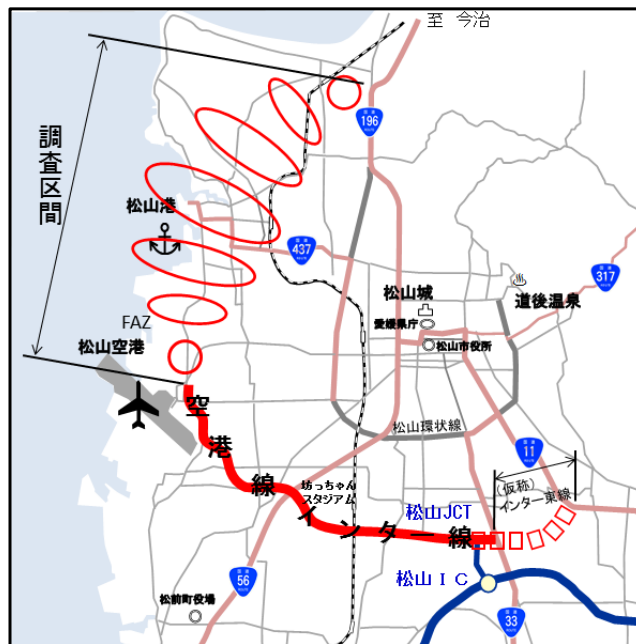 至 今治
196
調査区間
松山港
437
317
松山城
道後温泉
愛媛県庁
松山市役所
FAZ
松山空港
松山環状線
11
空港線
坊っちゃん
スタジアム
(仮称)
インター東線
松山JCT
インター線
松山IC
56
松前町役場
33